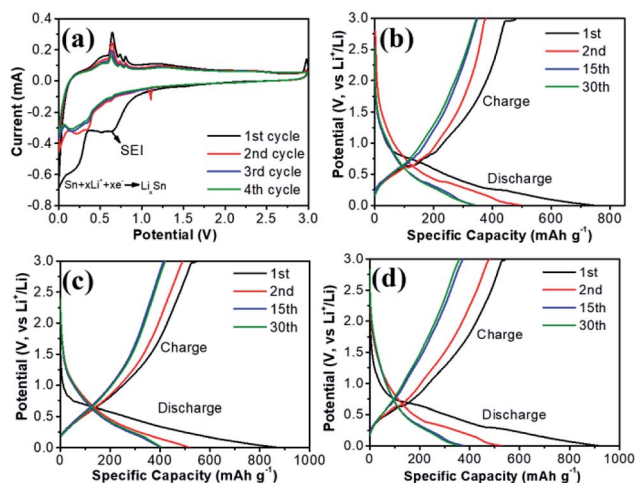 (a)
0.4
0.2
0.0
-0.2
-0.4
-0.6
-0.8
Current (mA)
1st cycle
2nd cycle
3rd cycle
4th cycle
SEI
Sn+xLi⁺+xe⁻→LiₓSn
0.0 0.5 1.0 1.5 2.0 2.5 3.0
Potential (V)
(b)
3.0
2.5
2.0
1.5
1.0
0.5
0.0
Potential (V, vs Li⁺/Li)
1st
2nd
15th
30th
Charge
Discharge
0 200 400 600 800
Specific Capacity (mAh g⁻¹)
(c)
3.0
2.5
2.0
1.5
1.0
0.5
0.0
Potential (V, vs Li⁺/Li)
1st
2nd
15th
30th
Charge
Discharge
0 200 400 600 800 1000
Specific Capacity (mAh g⁻¹)
(d)
3.0
2.5
2.0
1.5
1.0
0.5
0.0
Potential (V, vs Li⁺/Li)
1st
2nd
15th
30th
Charge
Discharge
0 200 400 600 800 1000
Specific Capacity (mAh g⁻¹)